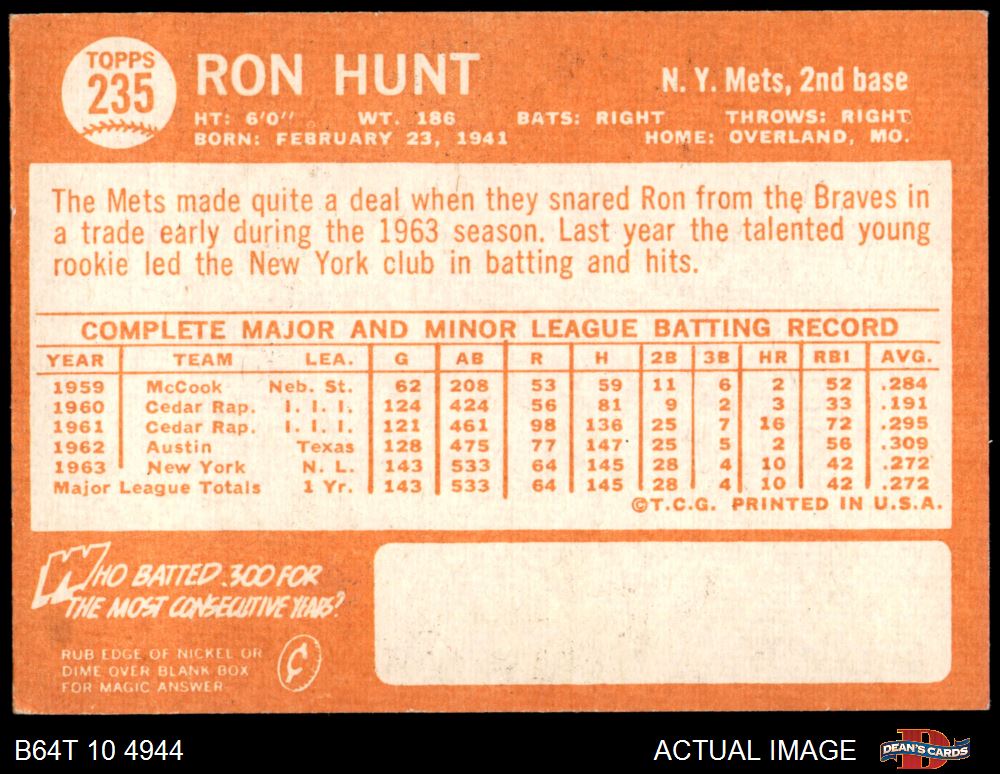 TOPPS
235
RON HUNT
N. Y. Mets, 2nd base
HT: 6'0" WT. 186 BATS: RIGHT THROWS: RIGHT
BORN: FEBRUARY 23, 1941 HOME: OVERLAND, MO.
The Mets made quite a deal when they snared Ron from the Braves in
a trade early during the 1963 season. Last year the talented young
rookie led the New York club in batting and hits.
COMPLETE MAJOR AND MINOR LEAGUE BATTING RECORD
YEAR TEAM LEA. G AB R H 2B 3B HR RBI AVG.
1959 McCook Neb. St. 62 208 53 59 11 6 2 52 .284
1960 Cedar Rap. I. I. I. 124 424 56 81 9 2 3 33 .191
1961 Cedar Rap. I. I. I. 121 461 98 136 25 7 16 72 .295
1962 Austin Texas 128 475 77 147 25 5 2 56 .309
1963 New York N. L. 143 533 64 145 28 4 10 42 .272
Major League Totals 1 Yr. 143 533 64 145 28 4 10 42 .272
©T.C.G. PRINTED IN U.S.A.
WHO BATTED .300 FOR
THE MOST CONSECUTIVE YEARS?
RUB EDGE OF NICKEL OR
DIME OVER BLANK BOX
FOR MAGIC ANSWER
¢
B64T 10 4944
ACTUAL IMAGE
D
DEAN'S CARDS